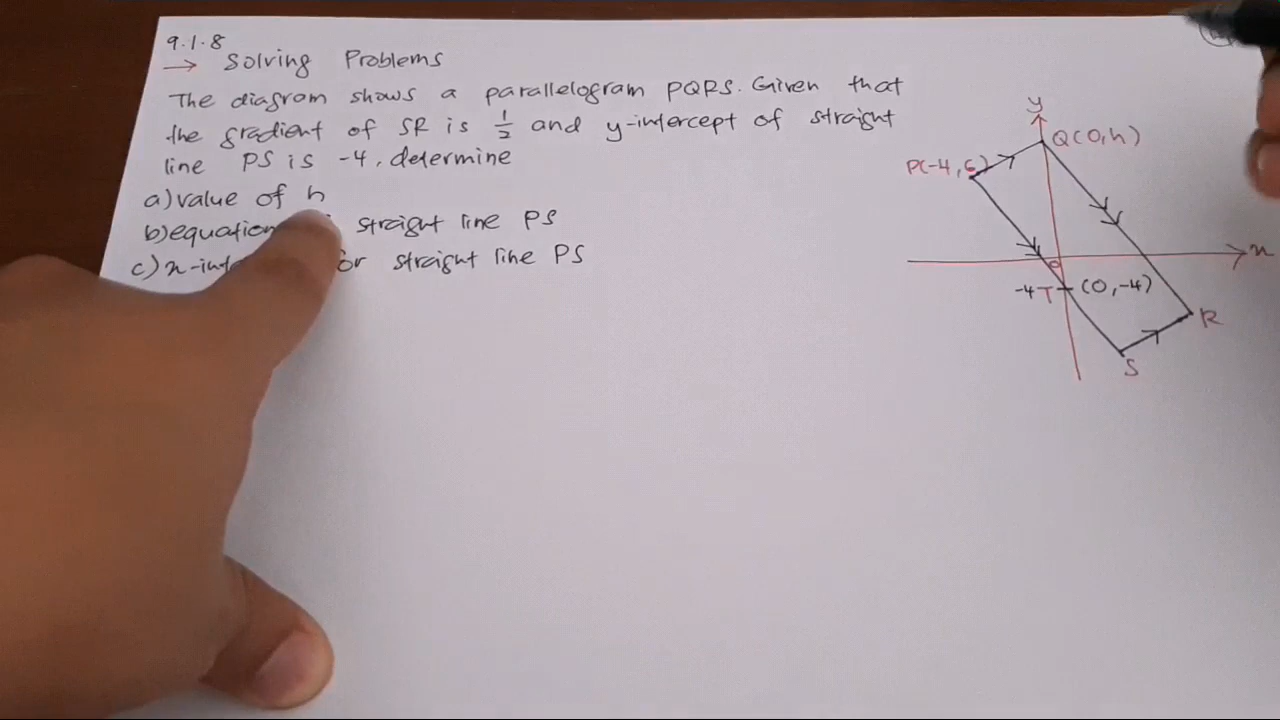 9.1.8
→ Solving Problems
The diagram shows a parallelogram PQRS. Given that
the gradient of SR is 1/2 and y-intercept of straight
line PS is -4, determine
a) value of h
b) equation straight line PS
c) x- for straight line PS
y
Q(0,h)
P(-4,6)
x
O
-4 T (0,-4)
R
S